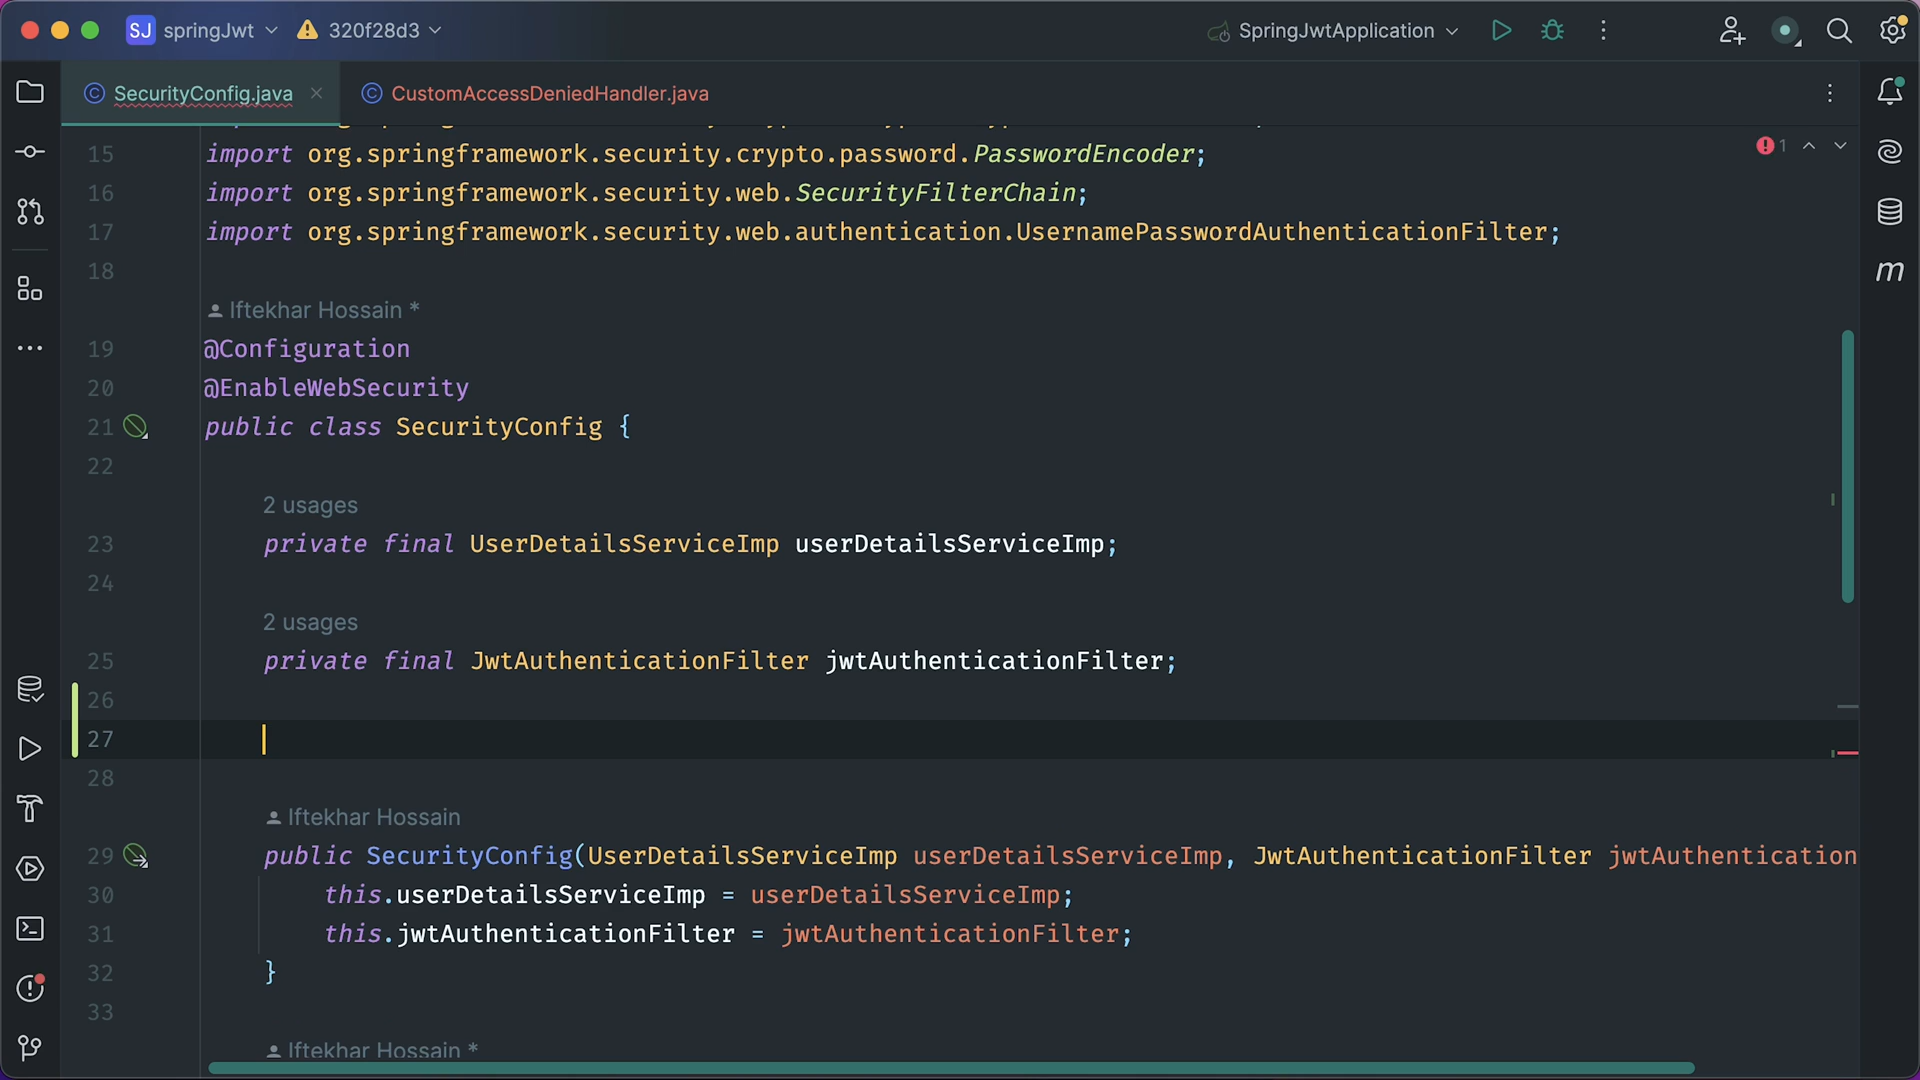 SJ springJwt 320f28d3 SpringJwtApplication
SecurityConfig.java CustomAccessDeniedHandler.java
1
15 import org.springframework.security.crypto.password.PasswordEncoder;
16 import org.springframework.security.web.SecurityFilterChain;
17 import org.springframework.security.web.authentication.UsernamePasswordAuthenticationFilter;
18
Iftekhar Hossain *
19 @Configuration
20 @EnableWebSecurity
21 public class SecurityConfig {
22
2 usages
23 private final UserDetailsServiceImp userDetailsServiceImp;
24
2 usages
25 private final JwtAuthenticationFilter jwtAuthenticationFilter;
26
27
28
Iftekhar Hossain
29 public SecurityConfig(UserDetailsServiceImp userDetailsServiceImp, JwtAuthenticationFilter jwtAuthentication
30 this.userDetailsServiceImp = userDetailsServiceImp;
31 this.jwtAuthenticationFilter = jwtAuthenticationFilter;
32 }
33
Iftekhar Hossain *